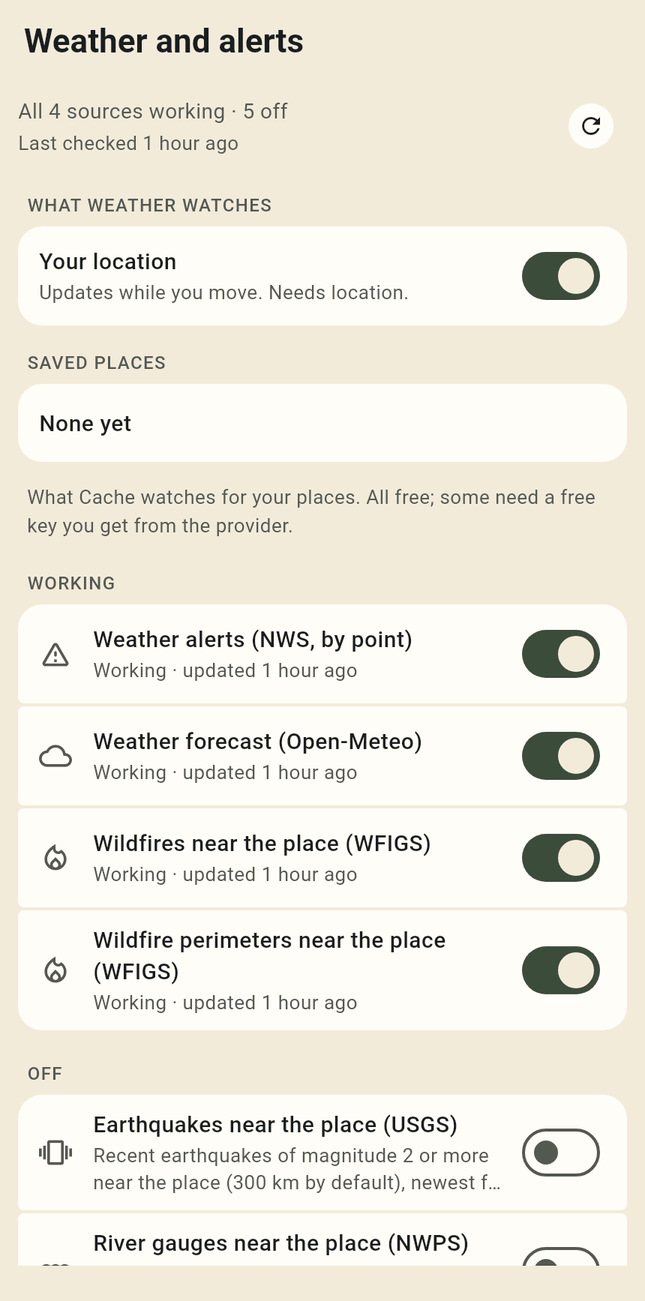 Weather and alerts
All 4 sources working · 5 off
Last checked 1 hour ago
WHAT WEATHER WATCHES
Your location
Updates while you move. Needs location.
SAVED PLACES
None yet
What Cache watches for your places. All free; some need a free
key you get from the provider.
WORKING
Weather alerts (NWS, by point)
Working · updated 1 hour ago
Weather forecast (Open-Meteo)
Working · updated 1 hour ago
Wildfires near the place (WFIGS)
Working · updated 1 hour ago
Wildfire perimeters near the place
(WFIGS)
Working · updated 1 hour ago
OFF
Earthquakes near the place (USGS)
Recent earthquakes of magnitude 2 or more
near the place (300 km by default), newest f…
River gauges near the place (NWPS)